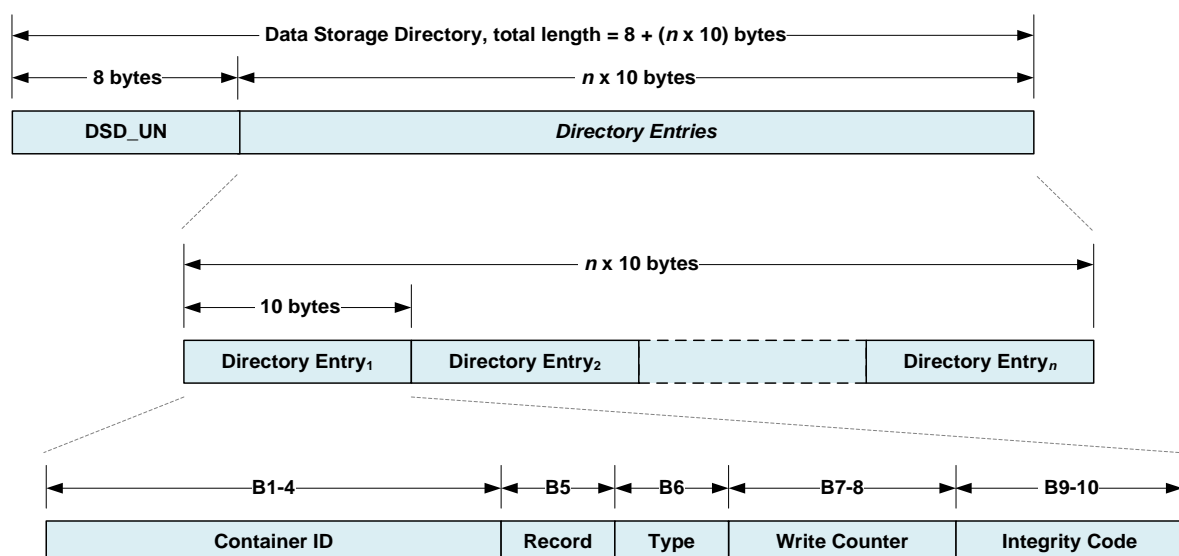 Data Storage Directory, total length = 8 + (n x 10) bytes
8 bytes n x 10 bytes
DSD_UN Directory Entries
n x 10 bytes
10 bytes
Directory Entry₁ Directory Entry₂ Directory Entryₙ
B1-4 B5 B6 B7-8 B9-10
Container ID Record Type Write Counter Integrity Code